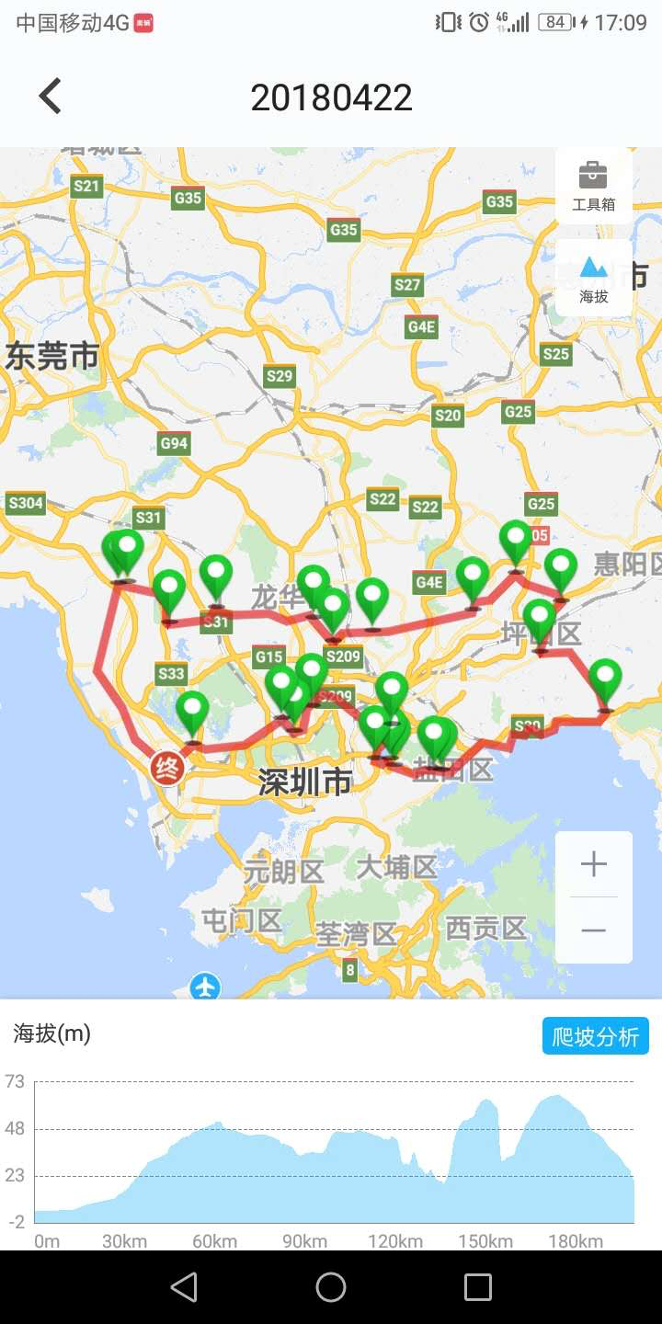 中国移动4G
4G
84
17:09
20180422
S21
G35
G35
G35
工具箱
S27
市
海拔
G4E
东莞市
S25
S29
S20
G25
G94
S304
S22
S22
G25
S31
05
惠阳区
龙华
G4E
S31
坪山区
G15
S209
S33
S209
S30
终
深圳市
盐田区
元朗区
大埔区
屯门区
荃湾区
西贡区
8
海拔(m)
爬坡分析
73
48
23
-2
0m
30km
60km
90km
120km
150km
180km